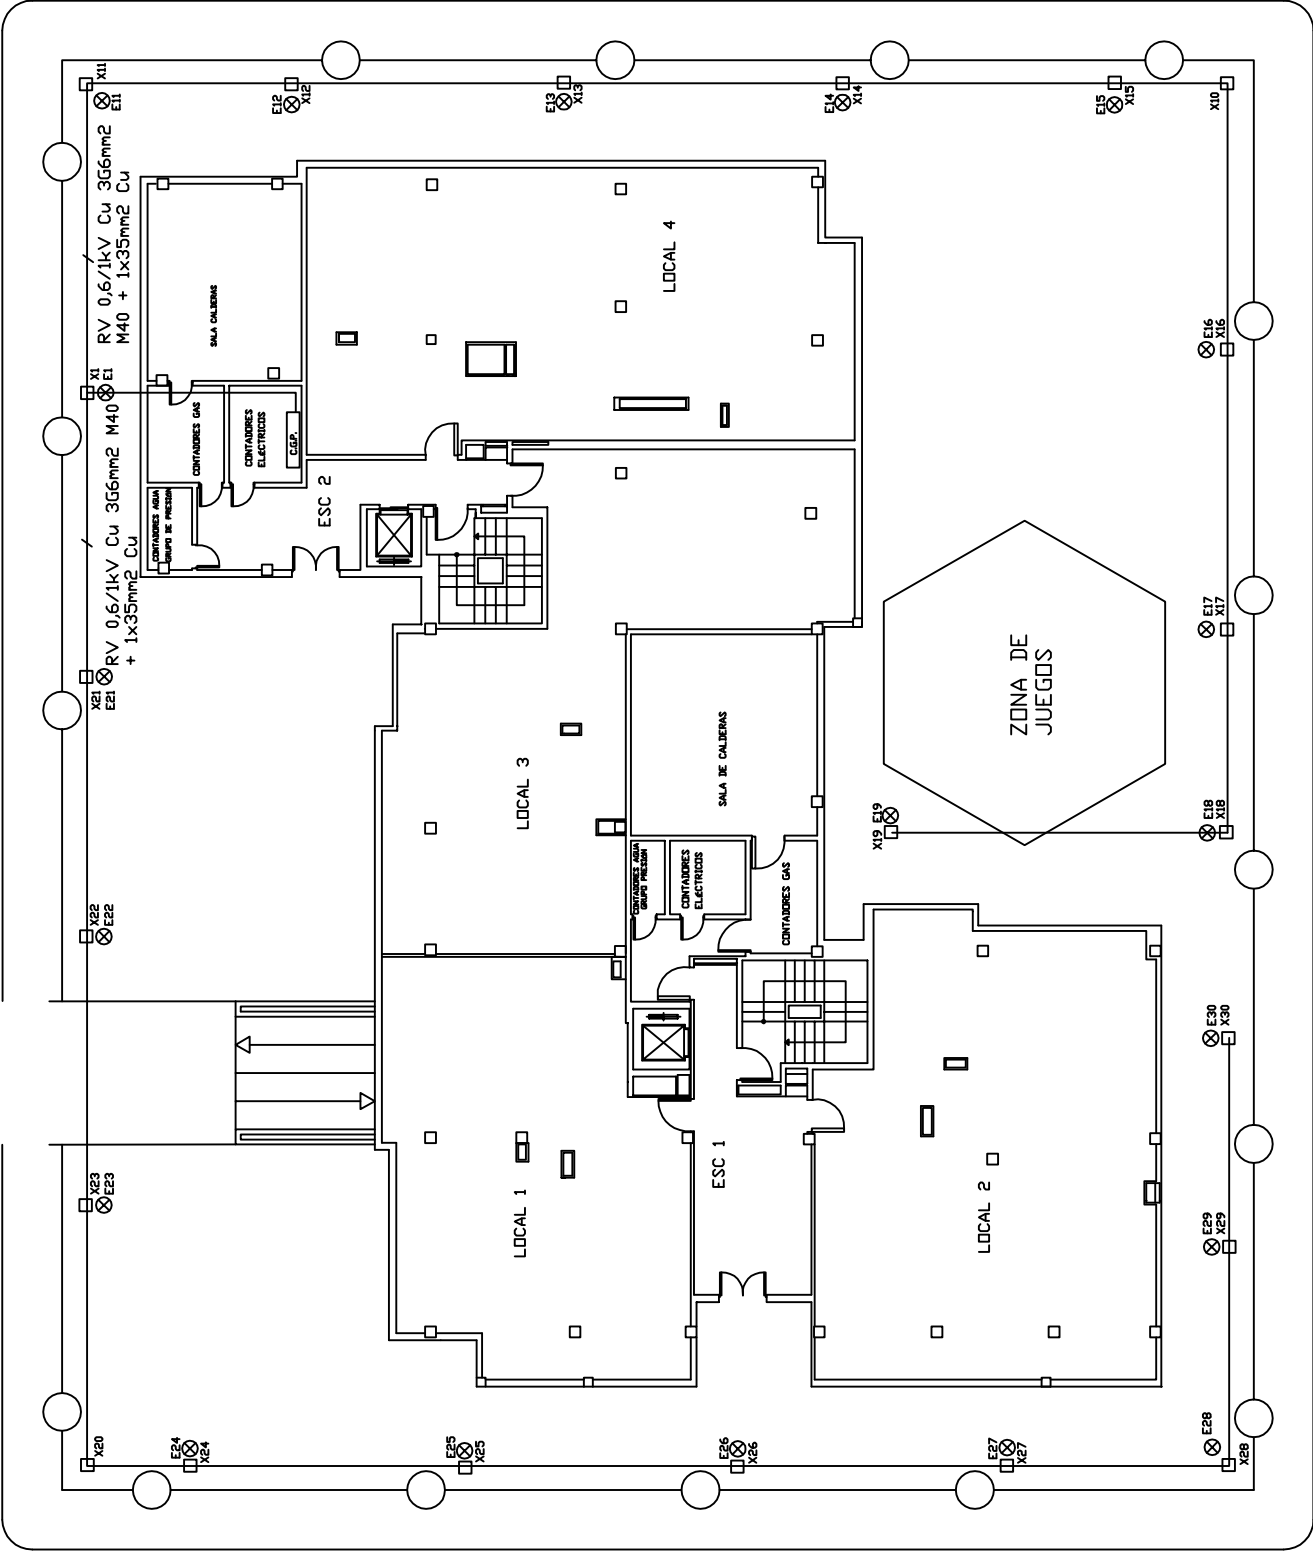 X11
E11
E12
X12
E13
X13
E14
X14
E15
X15
X10
RV 0,6/1kV Cu 3G6mm2
M40 + 1x35mm2 Cu
X1
E1
RV 0,6/1kV Cu 3G6mm2 M40
+ 1x35mm2 Cu
SALA CALDERAS
CONTADORES GAS
CONTADORES
ELéCTRICOS
C.G.P.
CONTADORES AGUA
GRUPO DE PRESION
ESC 2
LOCAL 4
E16
X16
E17
X17
ZONA DE
JUEGOS
E18
X18
E19
X19
X21
E21
LOCAL 3
SALA DE CALDERAS
CONTADORES AGUA
GRUPO PRESION
CONTADORES
ELéCTRICOS
CONTADORES GAS
X22
E22
X23
E23
LOCAL 1
ESC 1
LOCAL 2
E30
X30
E29
X29
X20
E24
X24
E25
X25
E26
X26
E27
X27
E28
X28